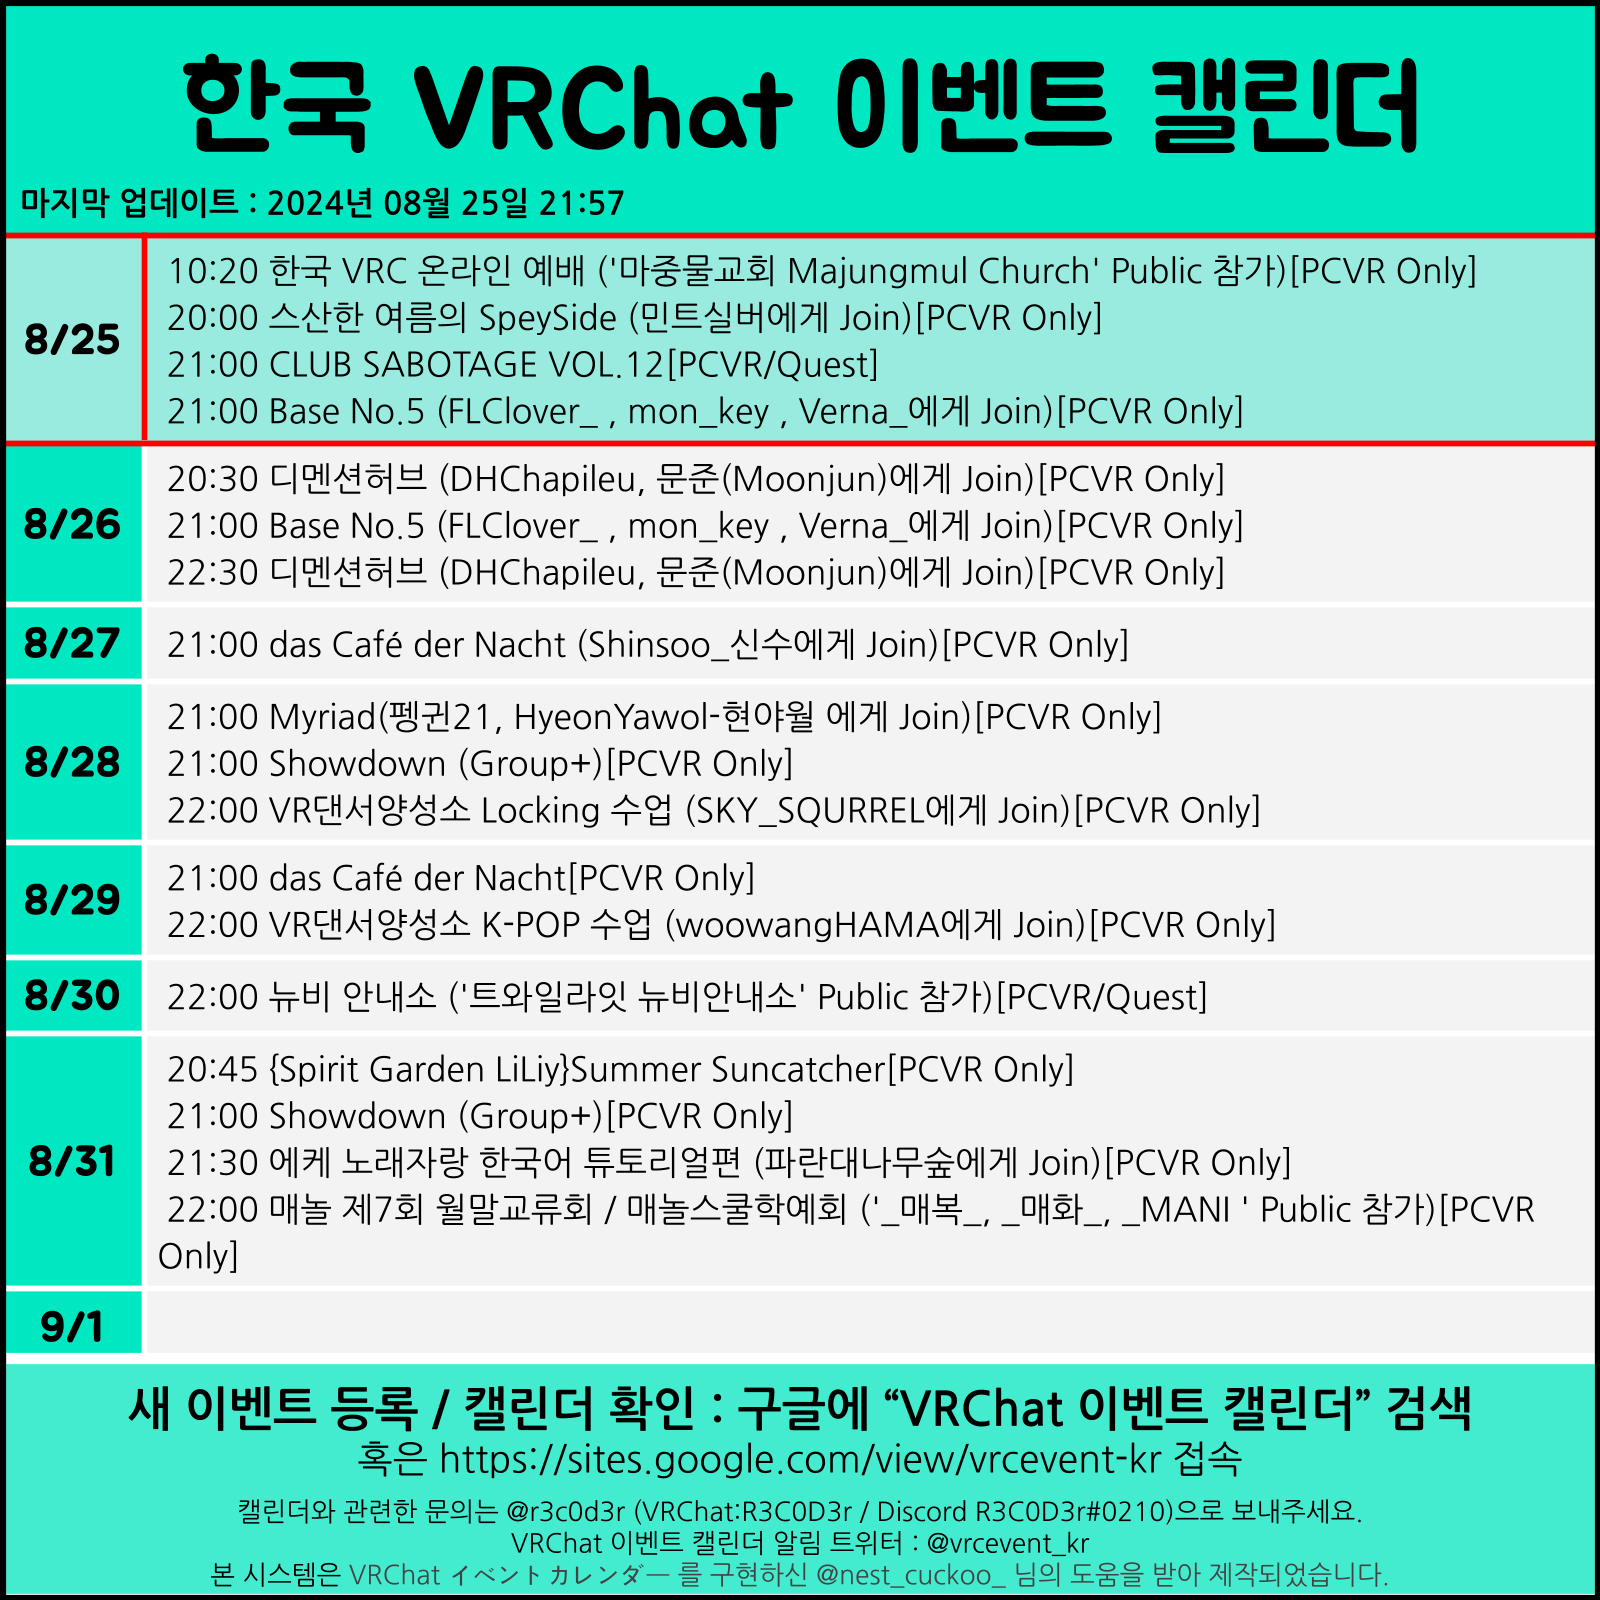 한국 VRChat 이벤트 캘린더
마지막 업데이트 : 2024년 08월 25일 21:57
8/25
10:20 한국 VRC 온라인 예배 ('마중물교회 Majungmul Church' Public 참가)[PCVR Only]
20:00 스산한 여름의 SpeySide (민트실버에게 Join)[PCVR Only]
21:00 CLUB SABOTAGE VOL.12[PCVR/Quest]
21:00 Base No.5 (FLClover_ , mon_key , Verna_에게 Join)[PCVR Only]
8/26
20:30 디멘션허브 (DHChapileu, 문준(Moonjun)에게 Join)[PCVR Only]
21:00 Base No.5 (FLClover_ , mon_key , Verna_에게 Join)[PCVR Only]
22:30 디멘션허브 (DHChapileu, 문준(Moonjun)에게 Join)[PCVR Only]
8/27
21:00 das Café der Nacht (Shinsoo_신수에게 Join)[PCVR Only]
8/28
21:00 Myriad(펭귄21, HyeonYawol-현야월 에게 Join)[PCVR Only]
21:00 Showdown (Group+)[PCVR Only]
22:00 VR댄서양성소 Locking 수업 (SKY_SQURREL에게 Join)[PCVR Only]
8/29
21:00 das Café der Nacht[PCVR Only]
22:00 VR댄서양성소 K-POP 수업 (woowangHAMA에게 Join)[PCVR Only]
8/30
22:00 뉴비 안내소 ('트와일라잇 뉴비안내소' Public 참가)[PCVR/Quest]
8/31
20:45 {Spirit Garden LiLiy}Summer Suncatcher[PCVR Only]
21:00 Showdown (Group+)[PCVR Only]
21:30 에케 노래자랑 한국어 튜토리얼편 (파란대나무숲에게 Join)[PCVR Only]
22:00 매놀 제7회 월말교류회 / 매놀스쿨학예회 ('_매복_, _매화_, _MANI ' Public 참가)[PCVR
Only]
9/1
새 이벤트 등록 / 캘린더 확인 : 구글에 “VRChat 이벤트 캘린더” 검색
혹은 https://sites.google.com/view/vrcevent-kr 접속
캘린더와 관련한 문의는 @r3c0d3r (VRChat:R3C0D3r / Discord R3C0D3r#0210)으로 보내주세요.
VRChat 이벤트 캘린더 알림 트위터 : @vrcevent_kr
본 시스템은 VRChat イベントカレンダー 를 구현하신 @nest_cuckoo_ 님의 도움을 받아 제작되었습니다.